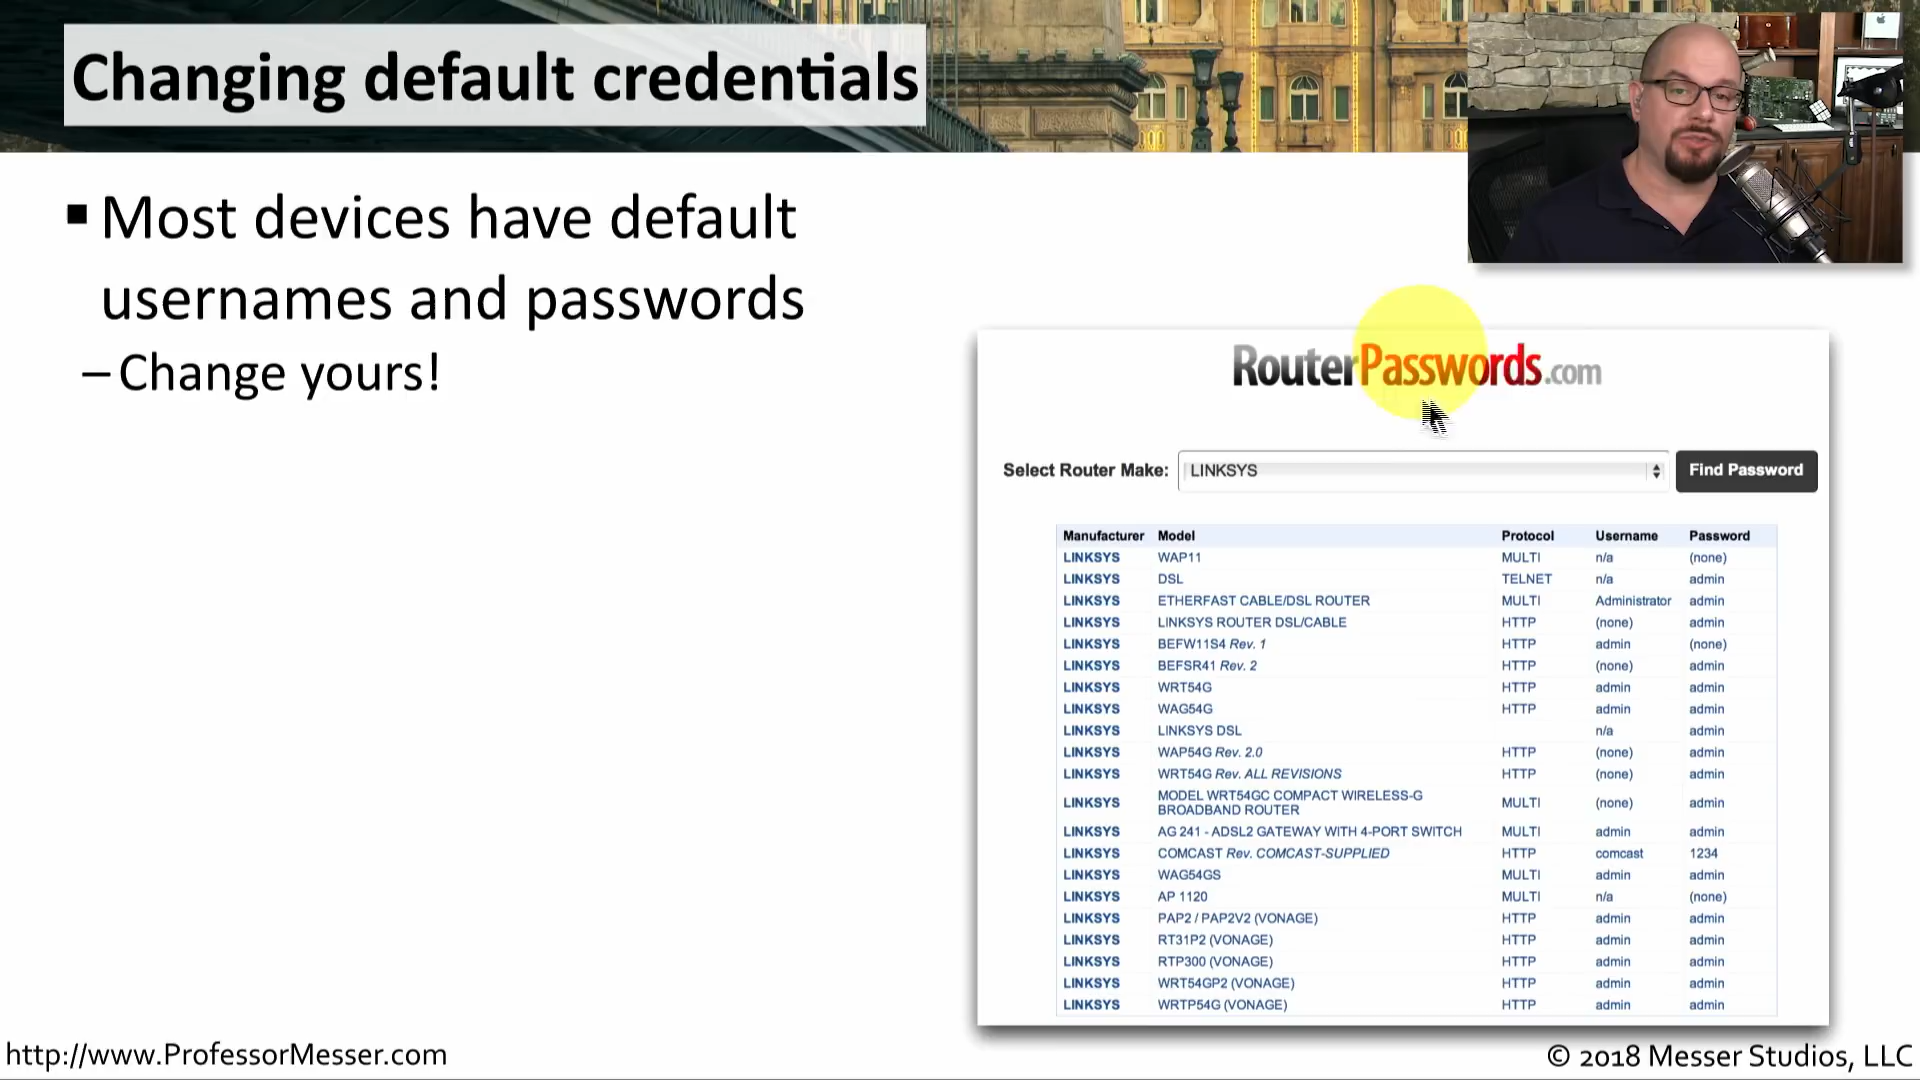 Changing default credentials
▪ Most devices have default
usernames and passwords
– Change yours!
RouterPasswords.com
Select Router Make: LINKSYS Find Password
Manufacturer Model Protocol Username Password
LINKSYS WAP11 MULTI n/a (none)
LINKSYS DSL TELNET n/a admin
LINKSYS ETHERFAST CABLE/DSL ROUTER MULTI Administrator admin
LINKSYS LINKSYS ROUTER DSL/CABLE HTTP (none) admin
LINKSYS BEFW11S4 Rev. 1 HTTP admin (none)
LINKSYS BEFSR41 Rev. 2 HTTP (none) admin
LINKSYS WRT54G HTTP admin admin
LINKSYS WAG54G HTTP admin admin
LINKSYS LINKSYS DSL n/a admin
LINKSYS WAP54G Rev. 2.0 HTTP (none) admin
LINKSYS WRT54G Rev. ALL REVISIONS HTTP (none) admin
LINKSYS MODEL WRT54GC COMPACT WIRELESS-G
BROADBAND ROUTER MULTI (none) admin
LINKSYS AG 241 - ADSL2 GATEWAY WITH 4-PORT SWITCH MULTI admin admin
LINKSYS COMCAST Rev. COMCAST-SUPPLIED HTTP comcast 1234
LINKSYS WAG54GS MULTI admin admin
LINKSYS AP 1120 MULTI n/a (none)
LINKSYS PAP2 / PAP2V2 (VONAGE) HTTP admin admin
LINKSYS RT31P2 (VONAGE) HTTP admin admin
LINKSYS RTP300 (VONAGE) HTTP admin admin
LINKSYS WRT54GP2 (VONAGE) HTTP admin admin
LINKSYS WRTP54G (VONAGE) HTTP admin admin
http://www.ProfessorMesser.com
© 2018 Messer Studios, LLC